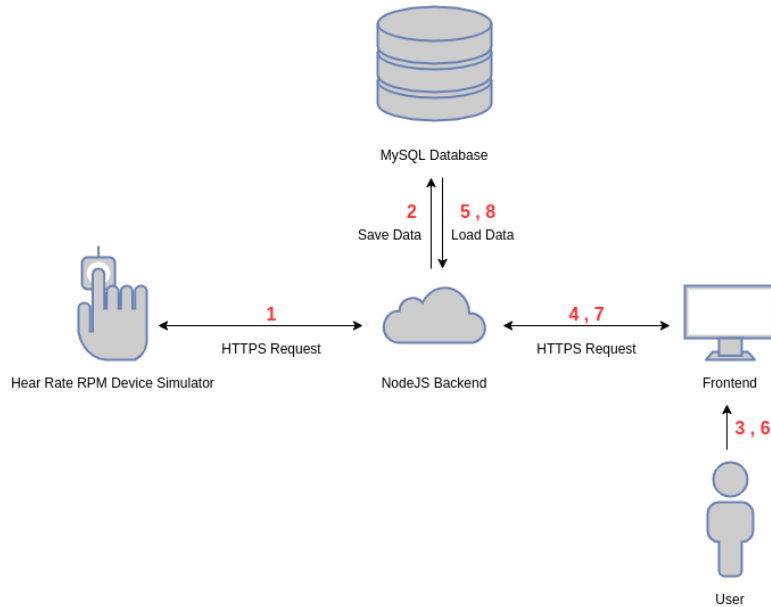 MySQL Database
2
5 , 8
Save Data
Load Data
1
4 , 7
HTTPS Request
HTTPS Request
Hear Rate RPM Device Simulator
NodeJS Backend
Frontend
3 , 6
User